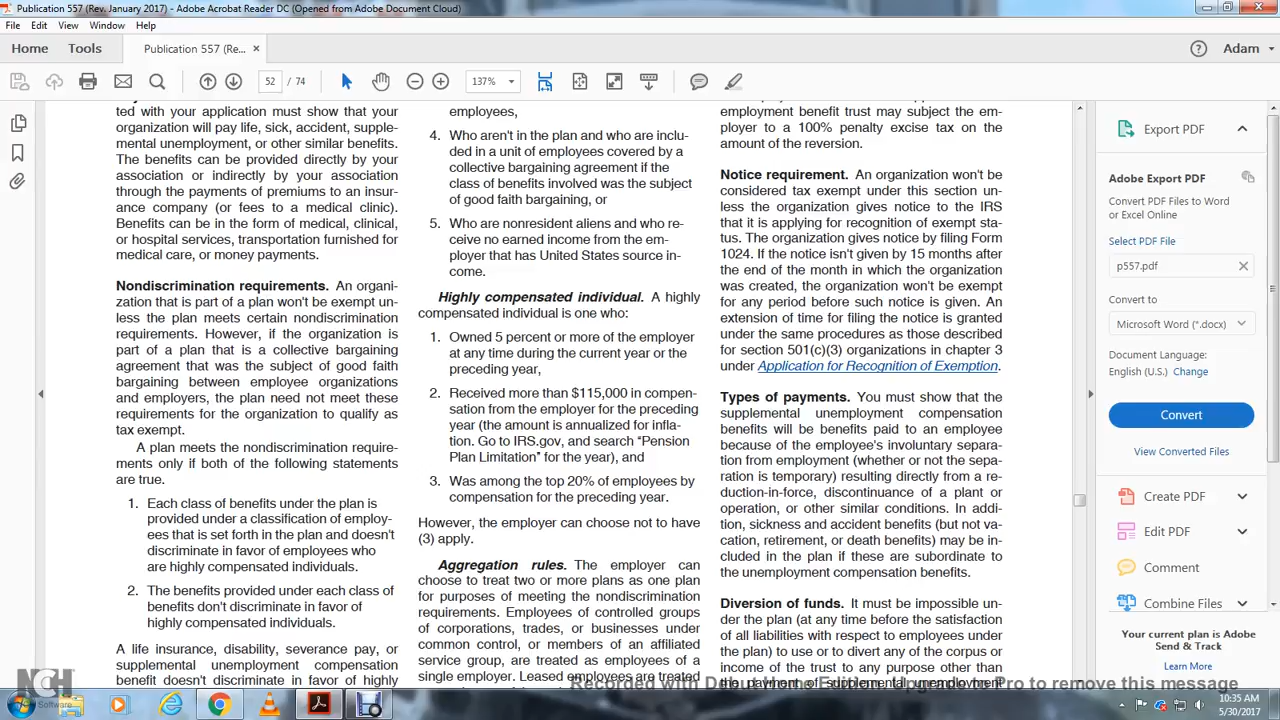 Publication 557 (Rev. January 2017) - Adobe Acrobat Reader DC (Opened from Adobe Document Cloud)
File Edit View Window Help
Home Tools Publication 557 (Re... × Adam
52 / 74 137%
ted with your application must show that your
organization will pay life, sick, accident, supple-
mental unemployment, or other similar benefits.
The benefits can be provided directly by your
association or indirectly by your association
through the payments of premiums to an insur-
ance company (or fees to a medical clinic).
Benefits can be in the form of medical, clinical,
or hospital services, transportation furnished for
medical care, or money payments.
Nondiscrimination requirements. An organi-
zation that is part of a plan won't be exempt un-
less the plan meets certain nondiscrimination
requirements. However, if the organization is
part of a plan that is a collective bargaining
agreement that was the subject of good faith
bargaining between employee organizations
and employers, the plan need not meet these
requirements for the organization to qualify as
tax exempt.
A plan meets the nondiscrimination require-
ments only if both of the following statements
are true.
1. Each class of benefits under the plan is
provided under a classification of employ-
ees that is set forth in the plan and doesn't
discriminate in favor of employees who
are highly compensated individuals.
2. The benefits provided under each class of
benefits don't discriminate in favor of
highly compensated individuals.
A life insurance, disability, severance pay, or
supplemental unemployment compensation
benefit doesn't discriminate in favor of highly
employees,
4. Who aren't in the plan and who are inclu-
ded in a unit of employees covered by a
collective bargaining agreement if the
class of benefits involved was the subject
of good faith bargaining, or
5. Who are nonresident aliens and who re-
ceive no earned income from the em-
ployer that has United States source in-
come.
Highly compensated individual. A highly
compensated individual is one who:
1. Owned 5 percent or more of the employer
at any time during the current year or the
preceding year,
2. Received more than $115,000 in compen-
sation from the employer for the preceding
year (the amount is annualized for infla-
tion. Go to IRS.gov, and search “Pension
Plan Limitation” for the year), and
3. Was among the top 20% of employees by
compensation for the preceding year.
However, the employer can choose not to have
(3) apply.
Aggregation rules. The employer can
choose to treat two or more plans as one plan
for purposes of meeting the nondiscrimination
requirements. Employees of controlled groups
of corporations, trades, or businesses under
common control, or members of an affiliated
service group, are treated as employees of a
single employer. Leased employees are treated
employment benefit trust may subject the em-
ployer to a 100% penalty excise tax on the
amount of the reversion.
Notice requirement. An organization won't be
considered tax exempt under this section un-
less the organization gives notice to the IRS
that it is applying for recognition of exempt sta-
tus. The organization gives notice by filing Form
1024. If the notice isn't given by 15 months after
the end of the month in which the organization
was created, the organization won't be exempt
for any period before such notice is given. An
extension of time for filing the notice is granted
under the same procedures as those described
for section 501(c)(3) organizations in chapter 3
under Application for Recognition of Exemption.
Types of payments. You must show that the
supplemental unemployment compensation
benefits will be benefits paid to an employee
because of the employee's involuntary separa-
tion from employment (whether or not the sepa-
ration is temporary) resulting directly from a re-
duction-in-force, discontinuance of a plant or
operation, or other similar conditions. In addi-
tion, sickness and accident benefits (but not va-
cation, retirement, or death benefits) may be in-
cluded in the plan if these are subordinate to
the unemployment compensation benefits.
Diversion of funds. It must be impossible un-
der the plan (at any time before the satisfaction
of all liabilities with respect to employees under
the plan) to use or to divert any of the corpus or
income of the trust to any purpose other than
the payment of supplemental unemployment
Export PDF
Adobe Export PDF
Convert PDF Files to Word
or Excel Online
Select PDF File
p557.pdf
Convert to
Microsoft Word (*.docx)
Document Language:
English (U.S.) Change
Convert
View Converted Files
Create PDF
Edit PDF
Comment
Combine Files
Your current plan is Adobe
Send & Track
Learn More
NCH
Software
to remove this message
10:35 AM
5/30/2017